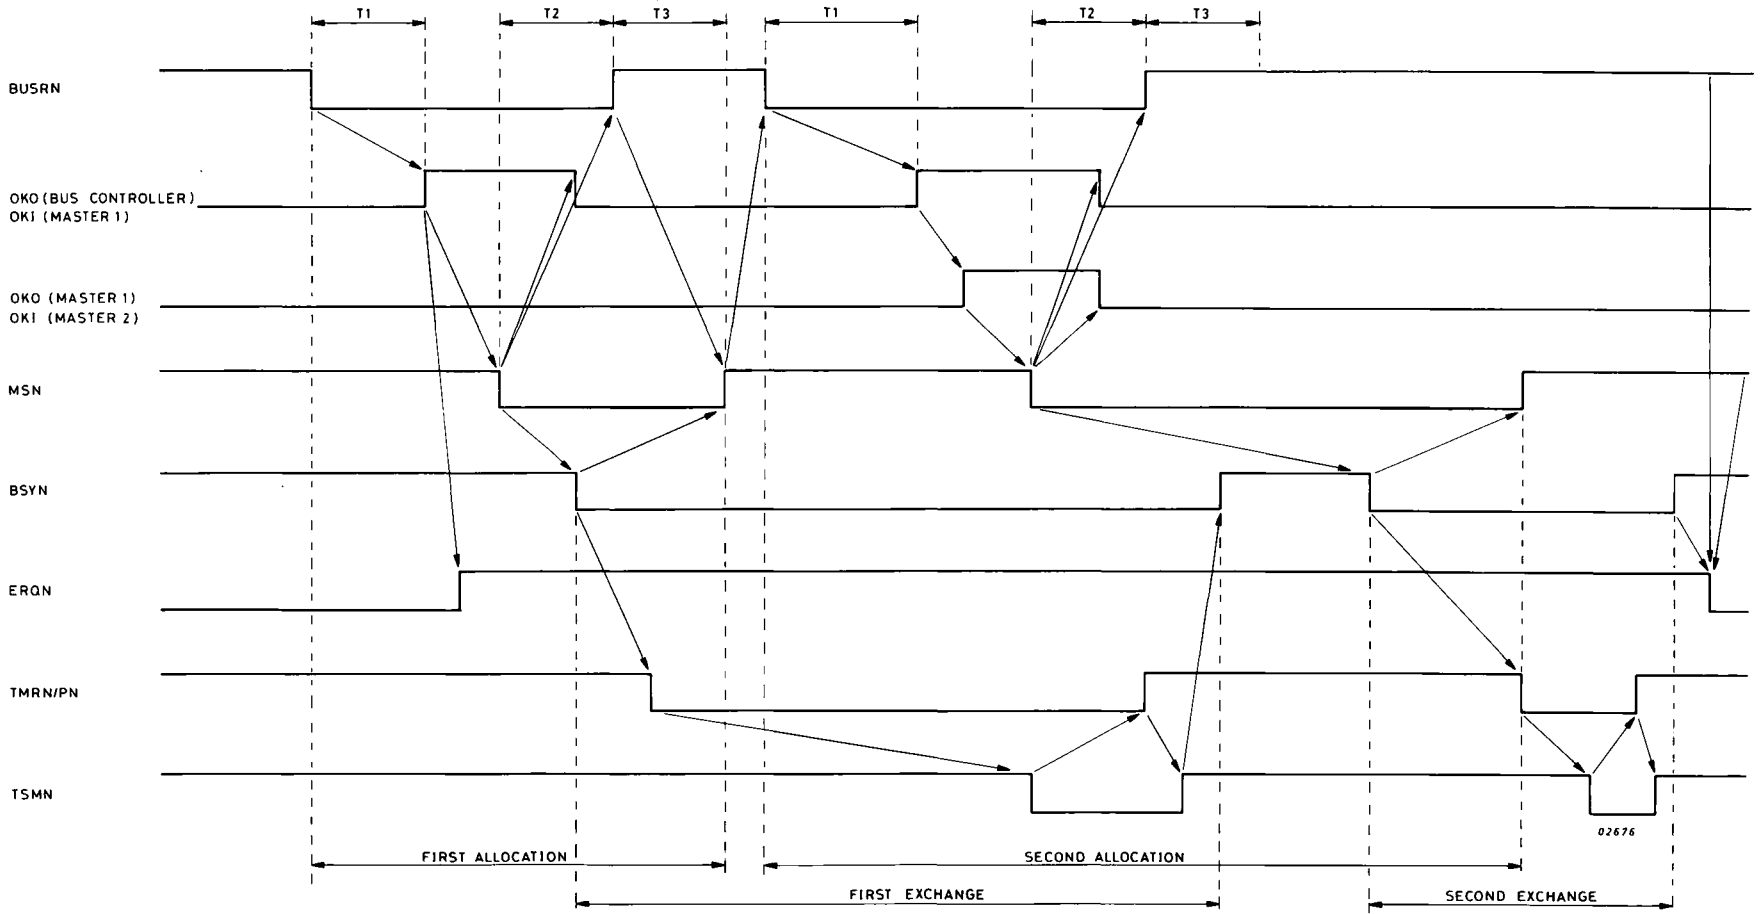 T1 T2 T3 T1 T2 T3
BUSRN
OKO (BUS CONTROLLER)
OKI (MASTER 1)
OKO (MASTER 1)
OKI (MASTER 2)
MSN
BSYN
ERQN
TMRN/PN
TSMN
02676
FIRST ALLOCATION SECOND ALLOCATION
FIRST EXCHANGE SECOND EXCHANGE